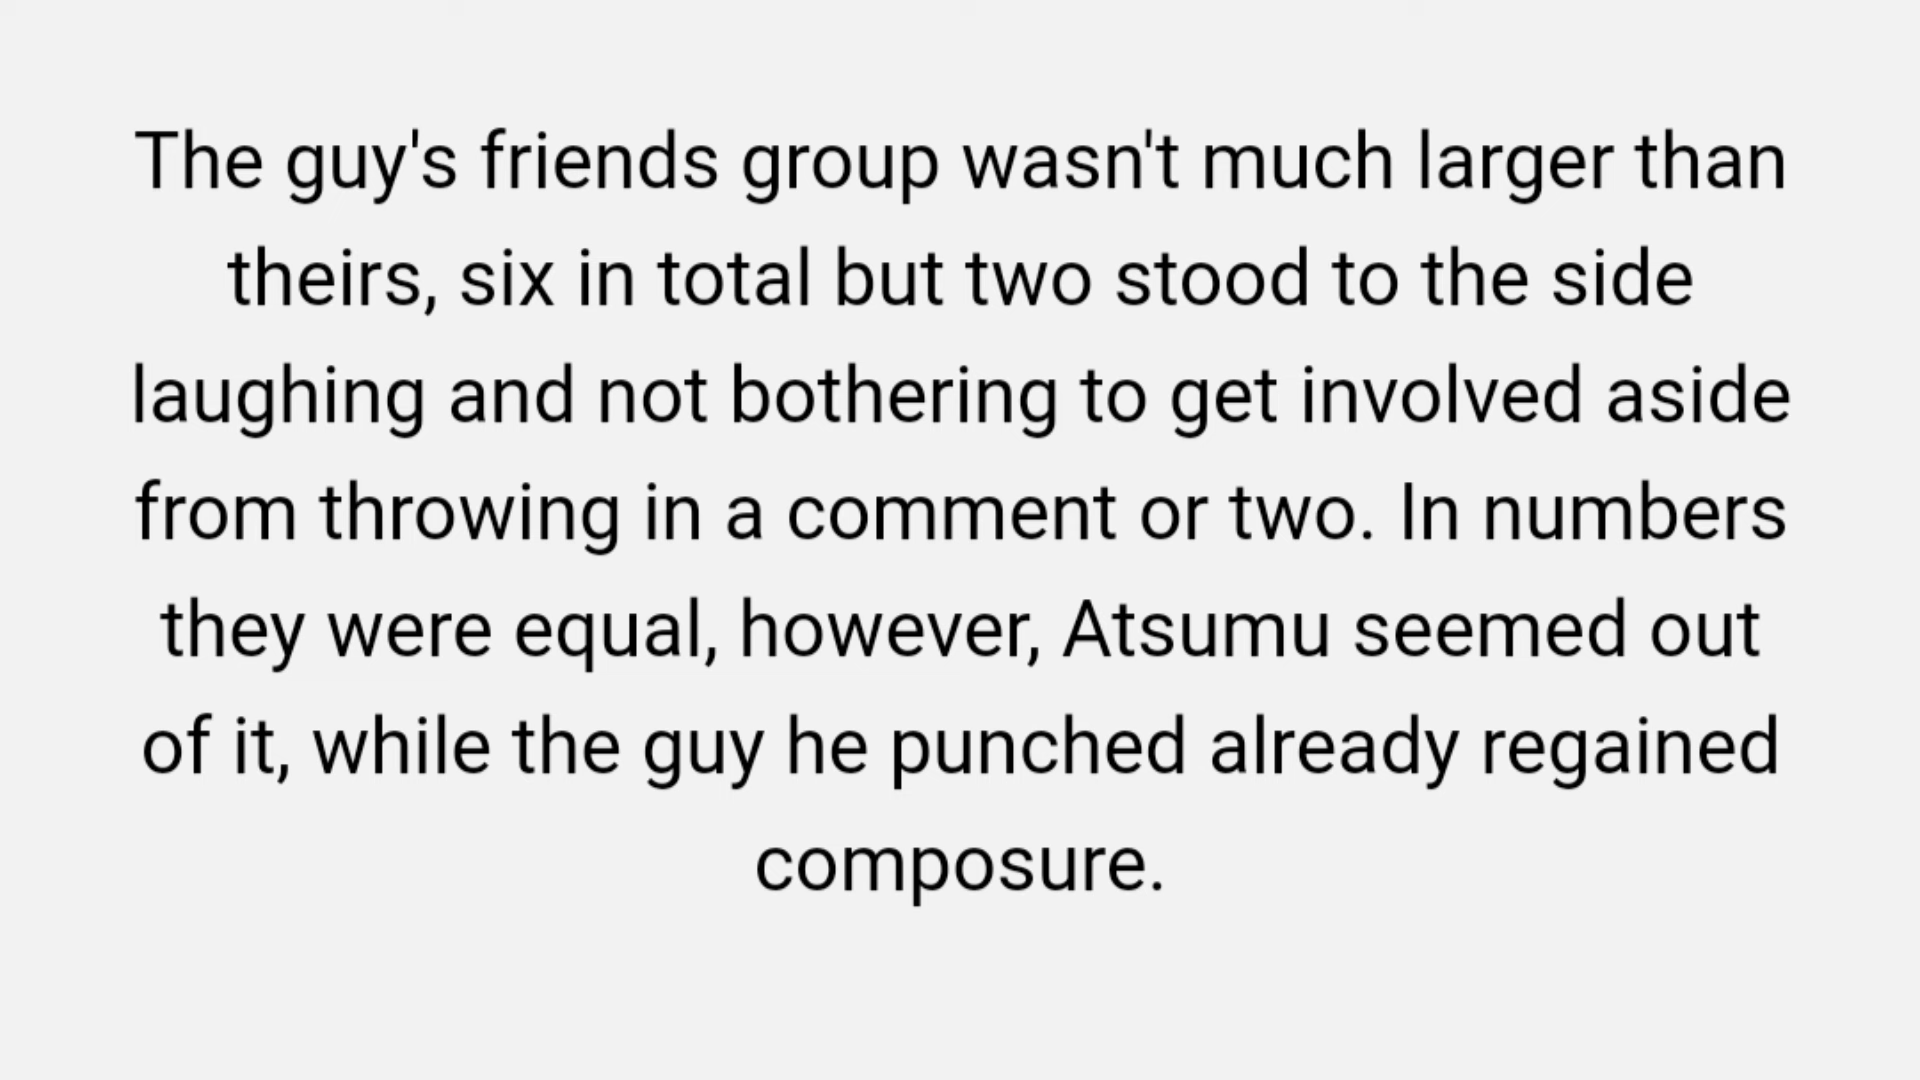 The guy's friends group wasn't much larger than
theirs, six in total but two stood to the side
laughing and not bothering to get involved aside
from throwing in a comment or two. In numbers
they were equal, however, Atsumu seemed out
of it, while the guy he punched already regained
composure.